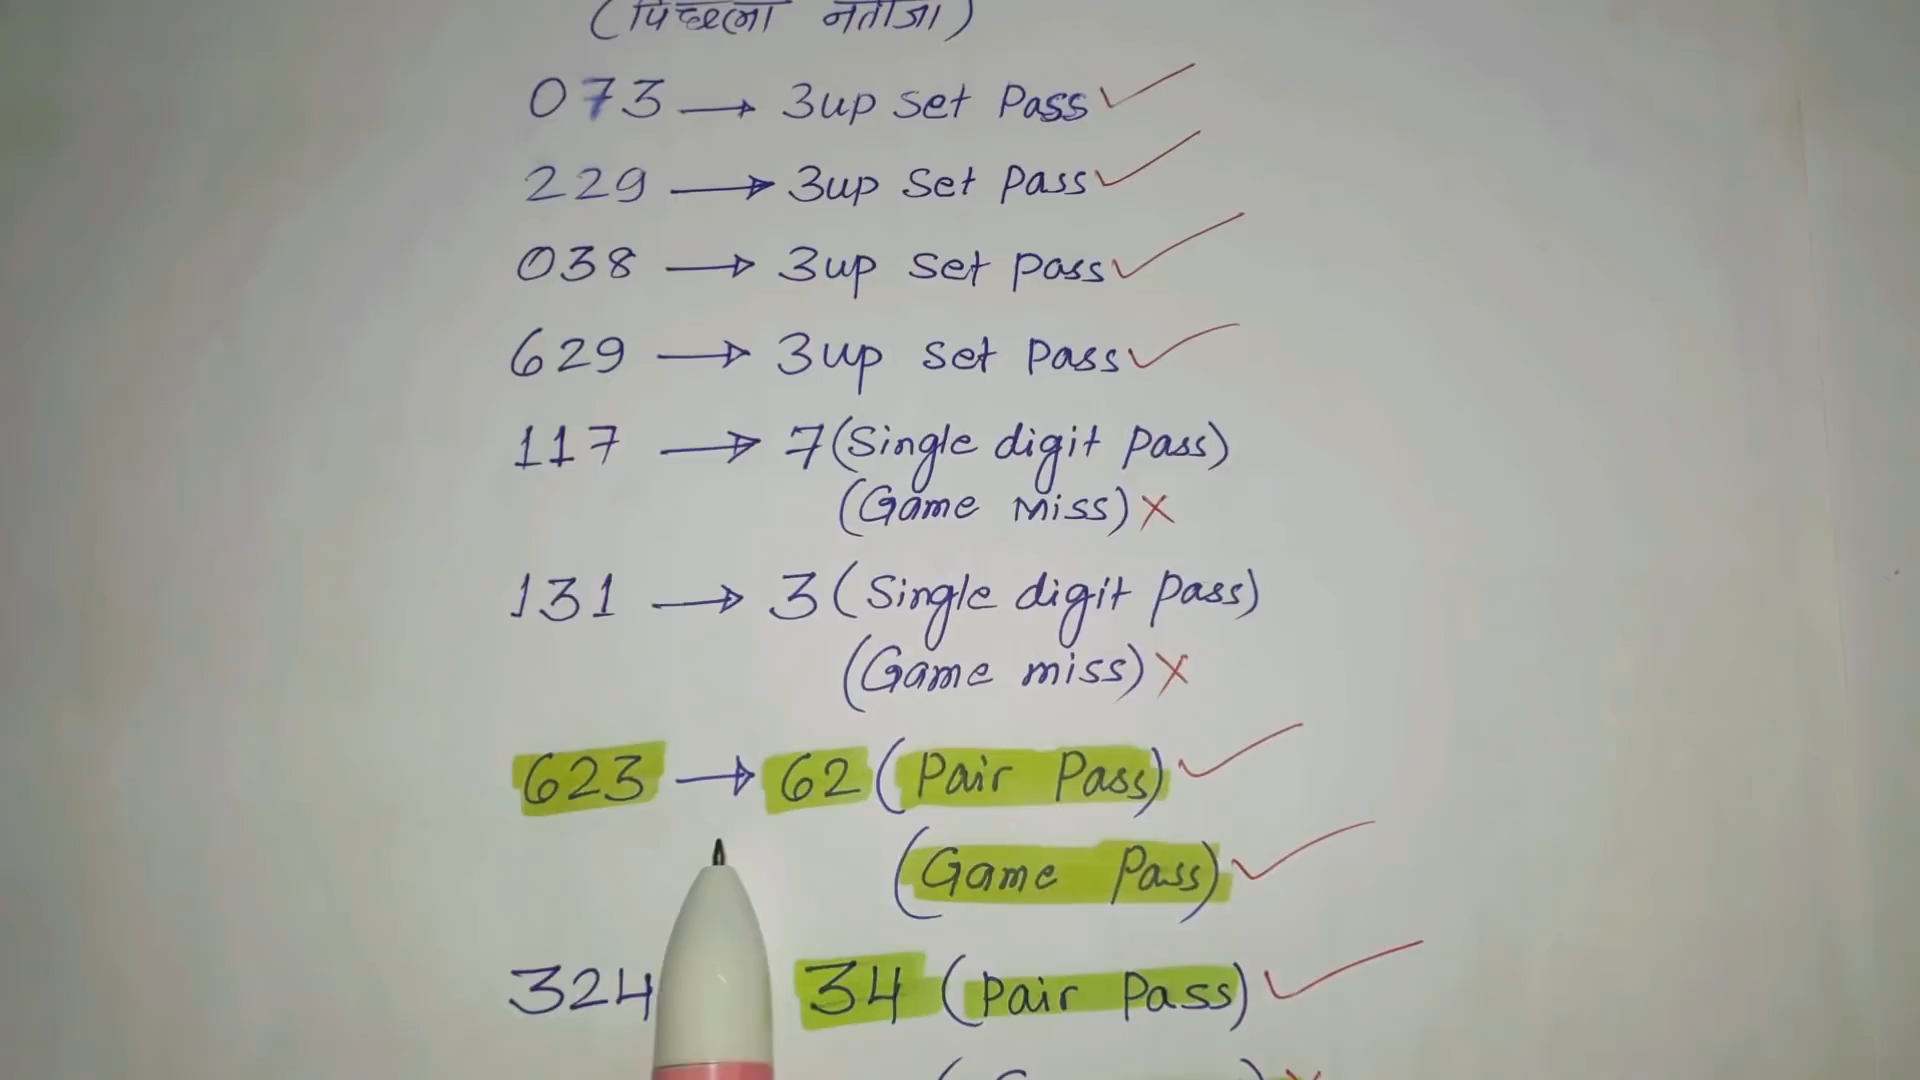 (पिछला नतीजा)
073 → 3up set Pass ✓
229 → 3up Set Pass ✓
038 → 3up set pass ✓
629 → 3up set pass ✓
117 → 7 (Single digit pass)
(Game miss) ×
131 → 3 (Single digit pass)
(Game miss) ×
623 → 62 (Pair Pass) ✓
(Game Pass) ✓
324 34 (Pair Pass) ✓